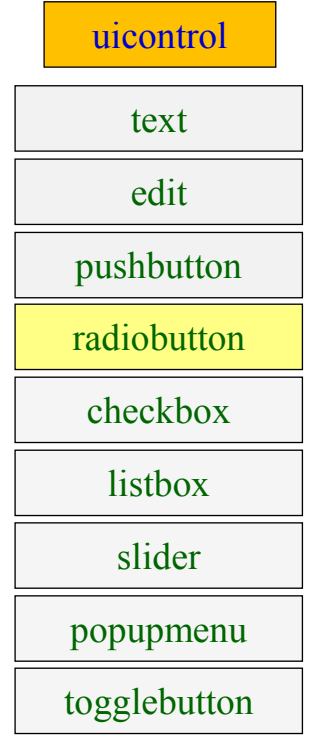 uicontrol
text
edit
pushbutton
radiobutton
checkbox
listbox
slider
popupmenu
togglebutton